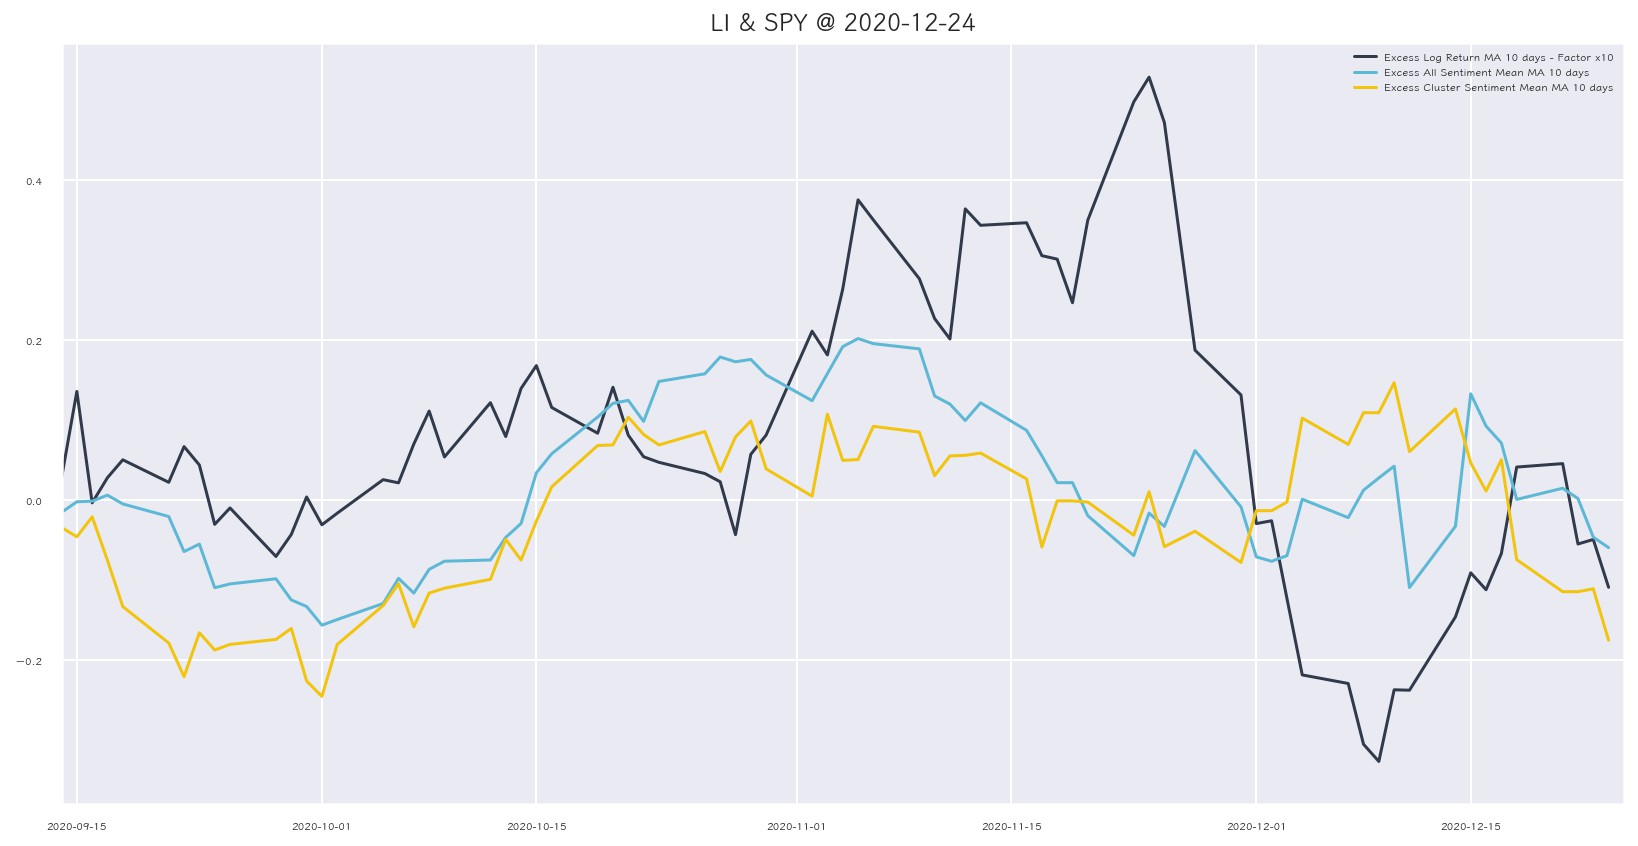 LI & SPY @ 2020-12-24
Excess Log Return MA 10 days - Factor x10
Excess All Sentiment Mean MA 10 days
Excess Cluster Sentiment Mean MA 10 days
0.4
0.2
0.0
−0.2
2020-09-15
2020-10-01
2020-10-15
2020-11-01
2020-11-15
2020-12-01
2020-12-15